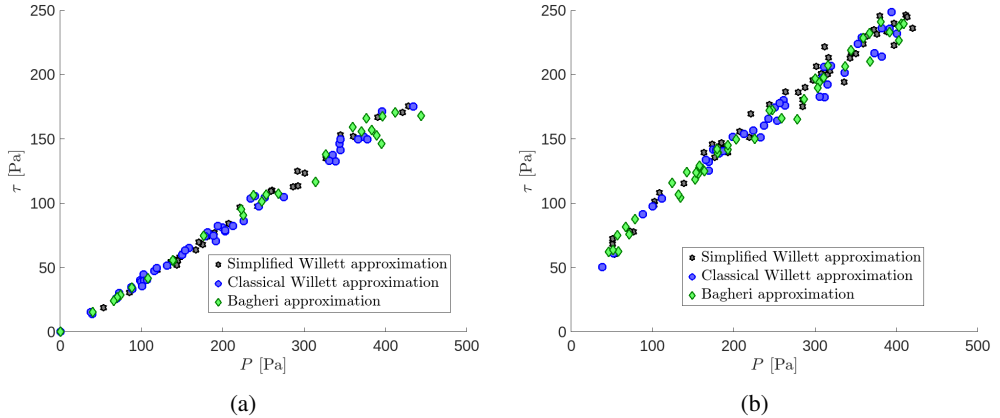 250
200
150
100
50
0
τ [Pa]
0 100 200 300 400 500
P [Pa]
Simplified Willett approximation
Classical Willett approximation
Bagheri approximation
(a)
250
200
150
100
50
0
τ [Pa]
0 100 200 300 400 500
P [Pa]
Simplified Willett approximation
Classical Willett approximation
Bagheri approximation
(b)